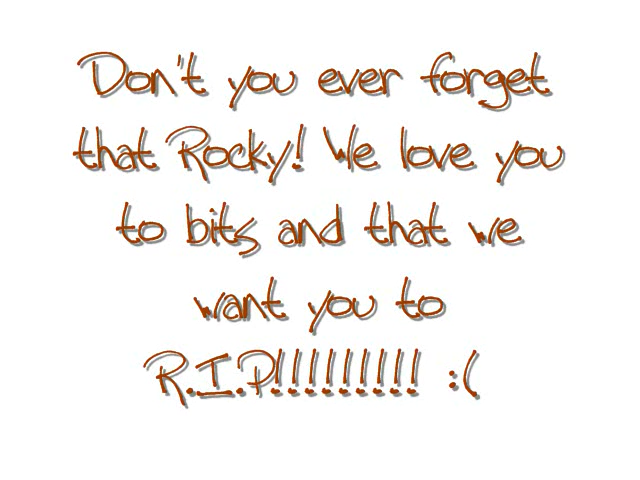 Don't you ever forget
that Rocky! We love you
to bits and that we
want you to
R.I.P!!!!!!!!! :(